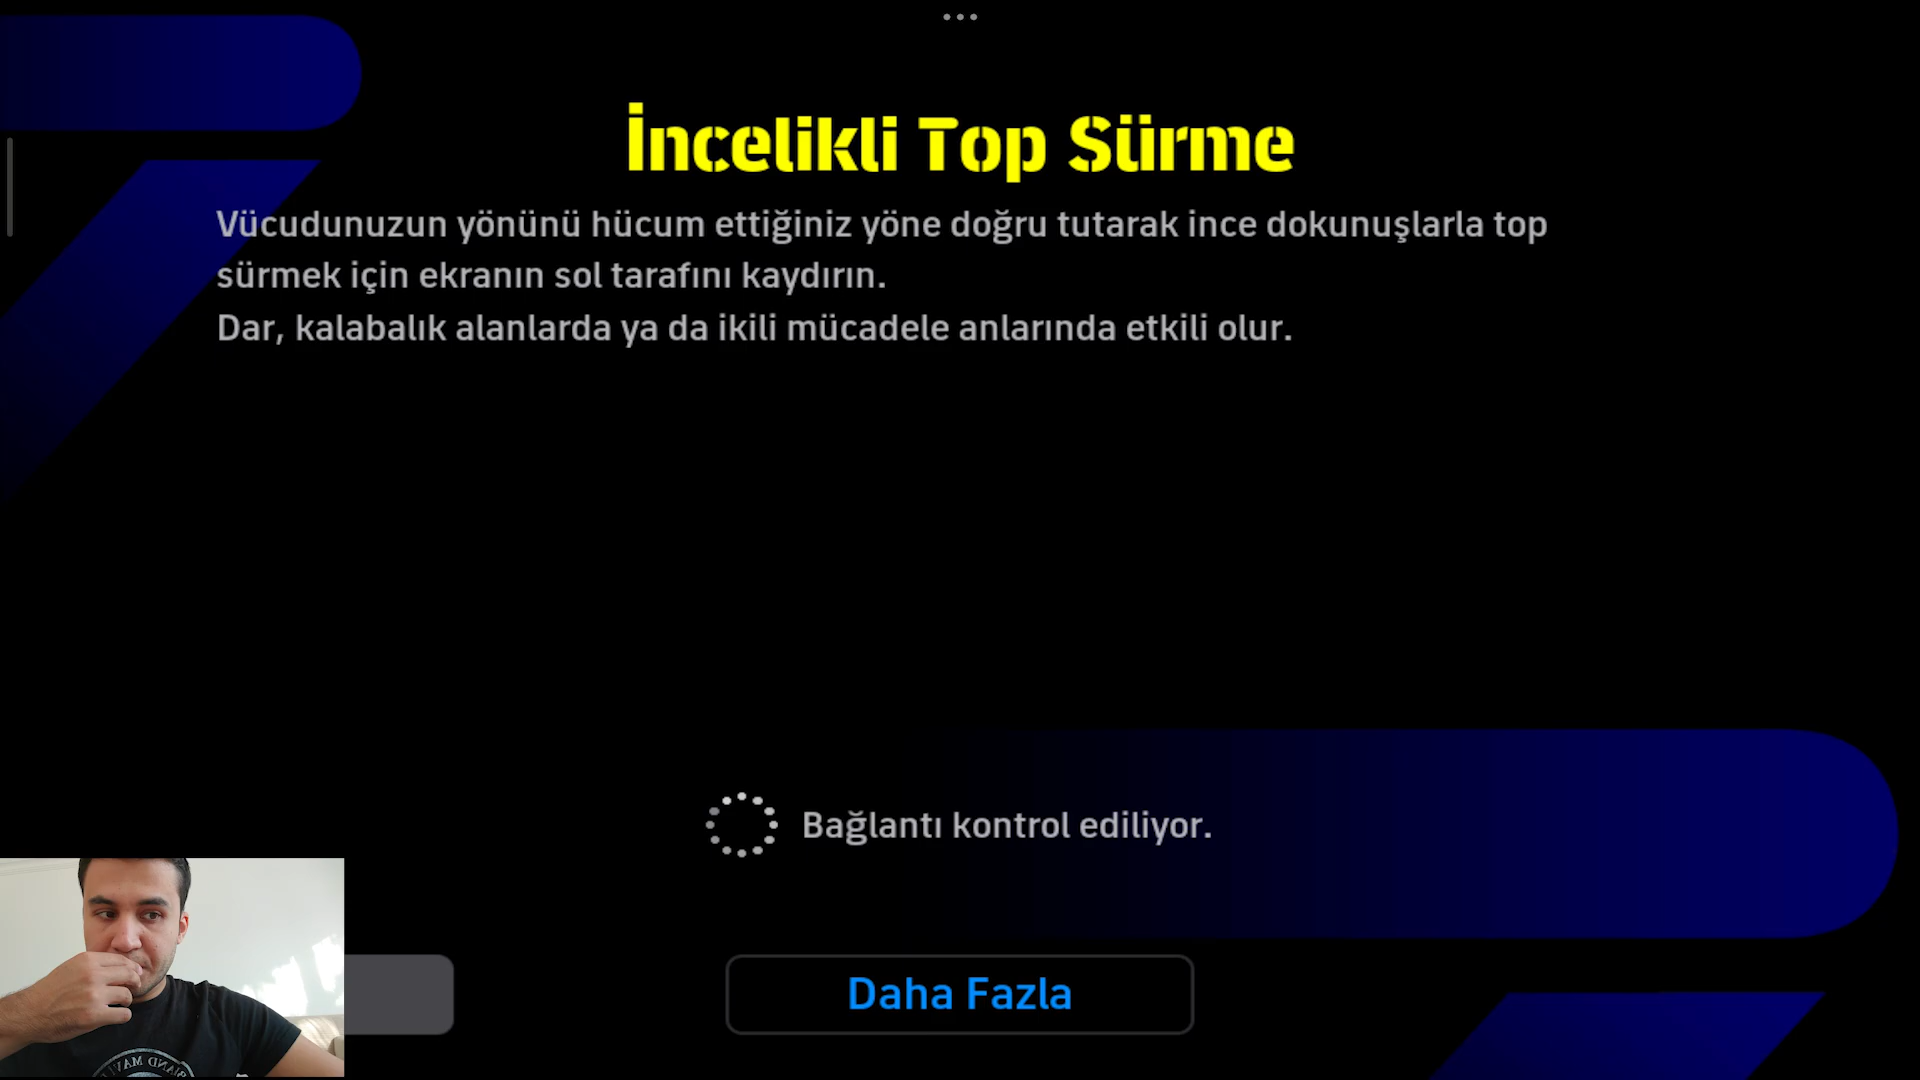 İncelikli Top Sürme
Vücudunuzun yönünü hücum ettiğiniz yöne doğru tutarak ince dokunuşlarla top
sürmek için ekranın sol tarafını kaydırın.
Dar, kalabalık alanlarda ya da ikili mücadele anlarında etkili olur.
Bağlantı kontrol ediliyor.
Daha Fazla